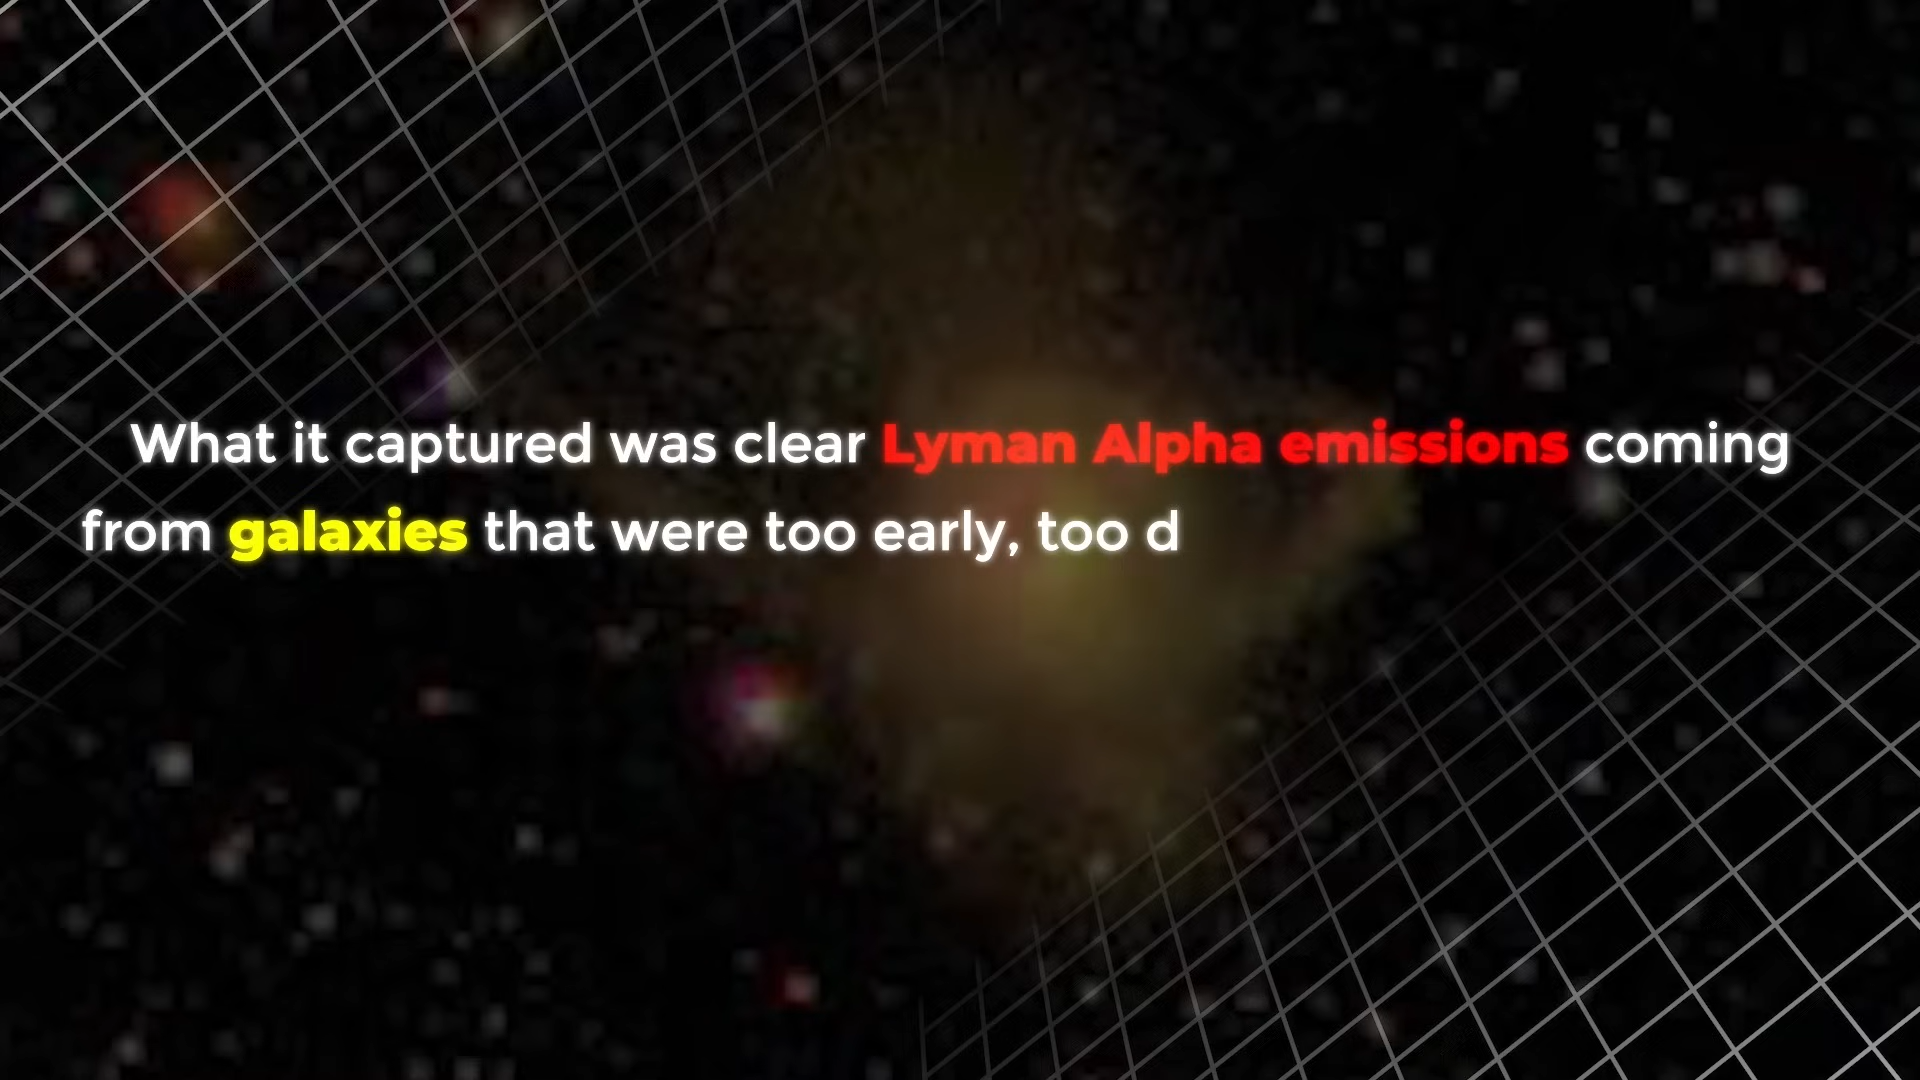 What it captured was clear Lyman Alpha emissions coming
from galaxies that were too early, too d